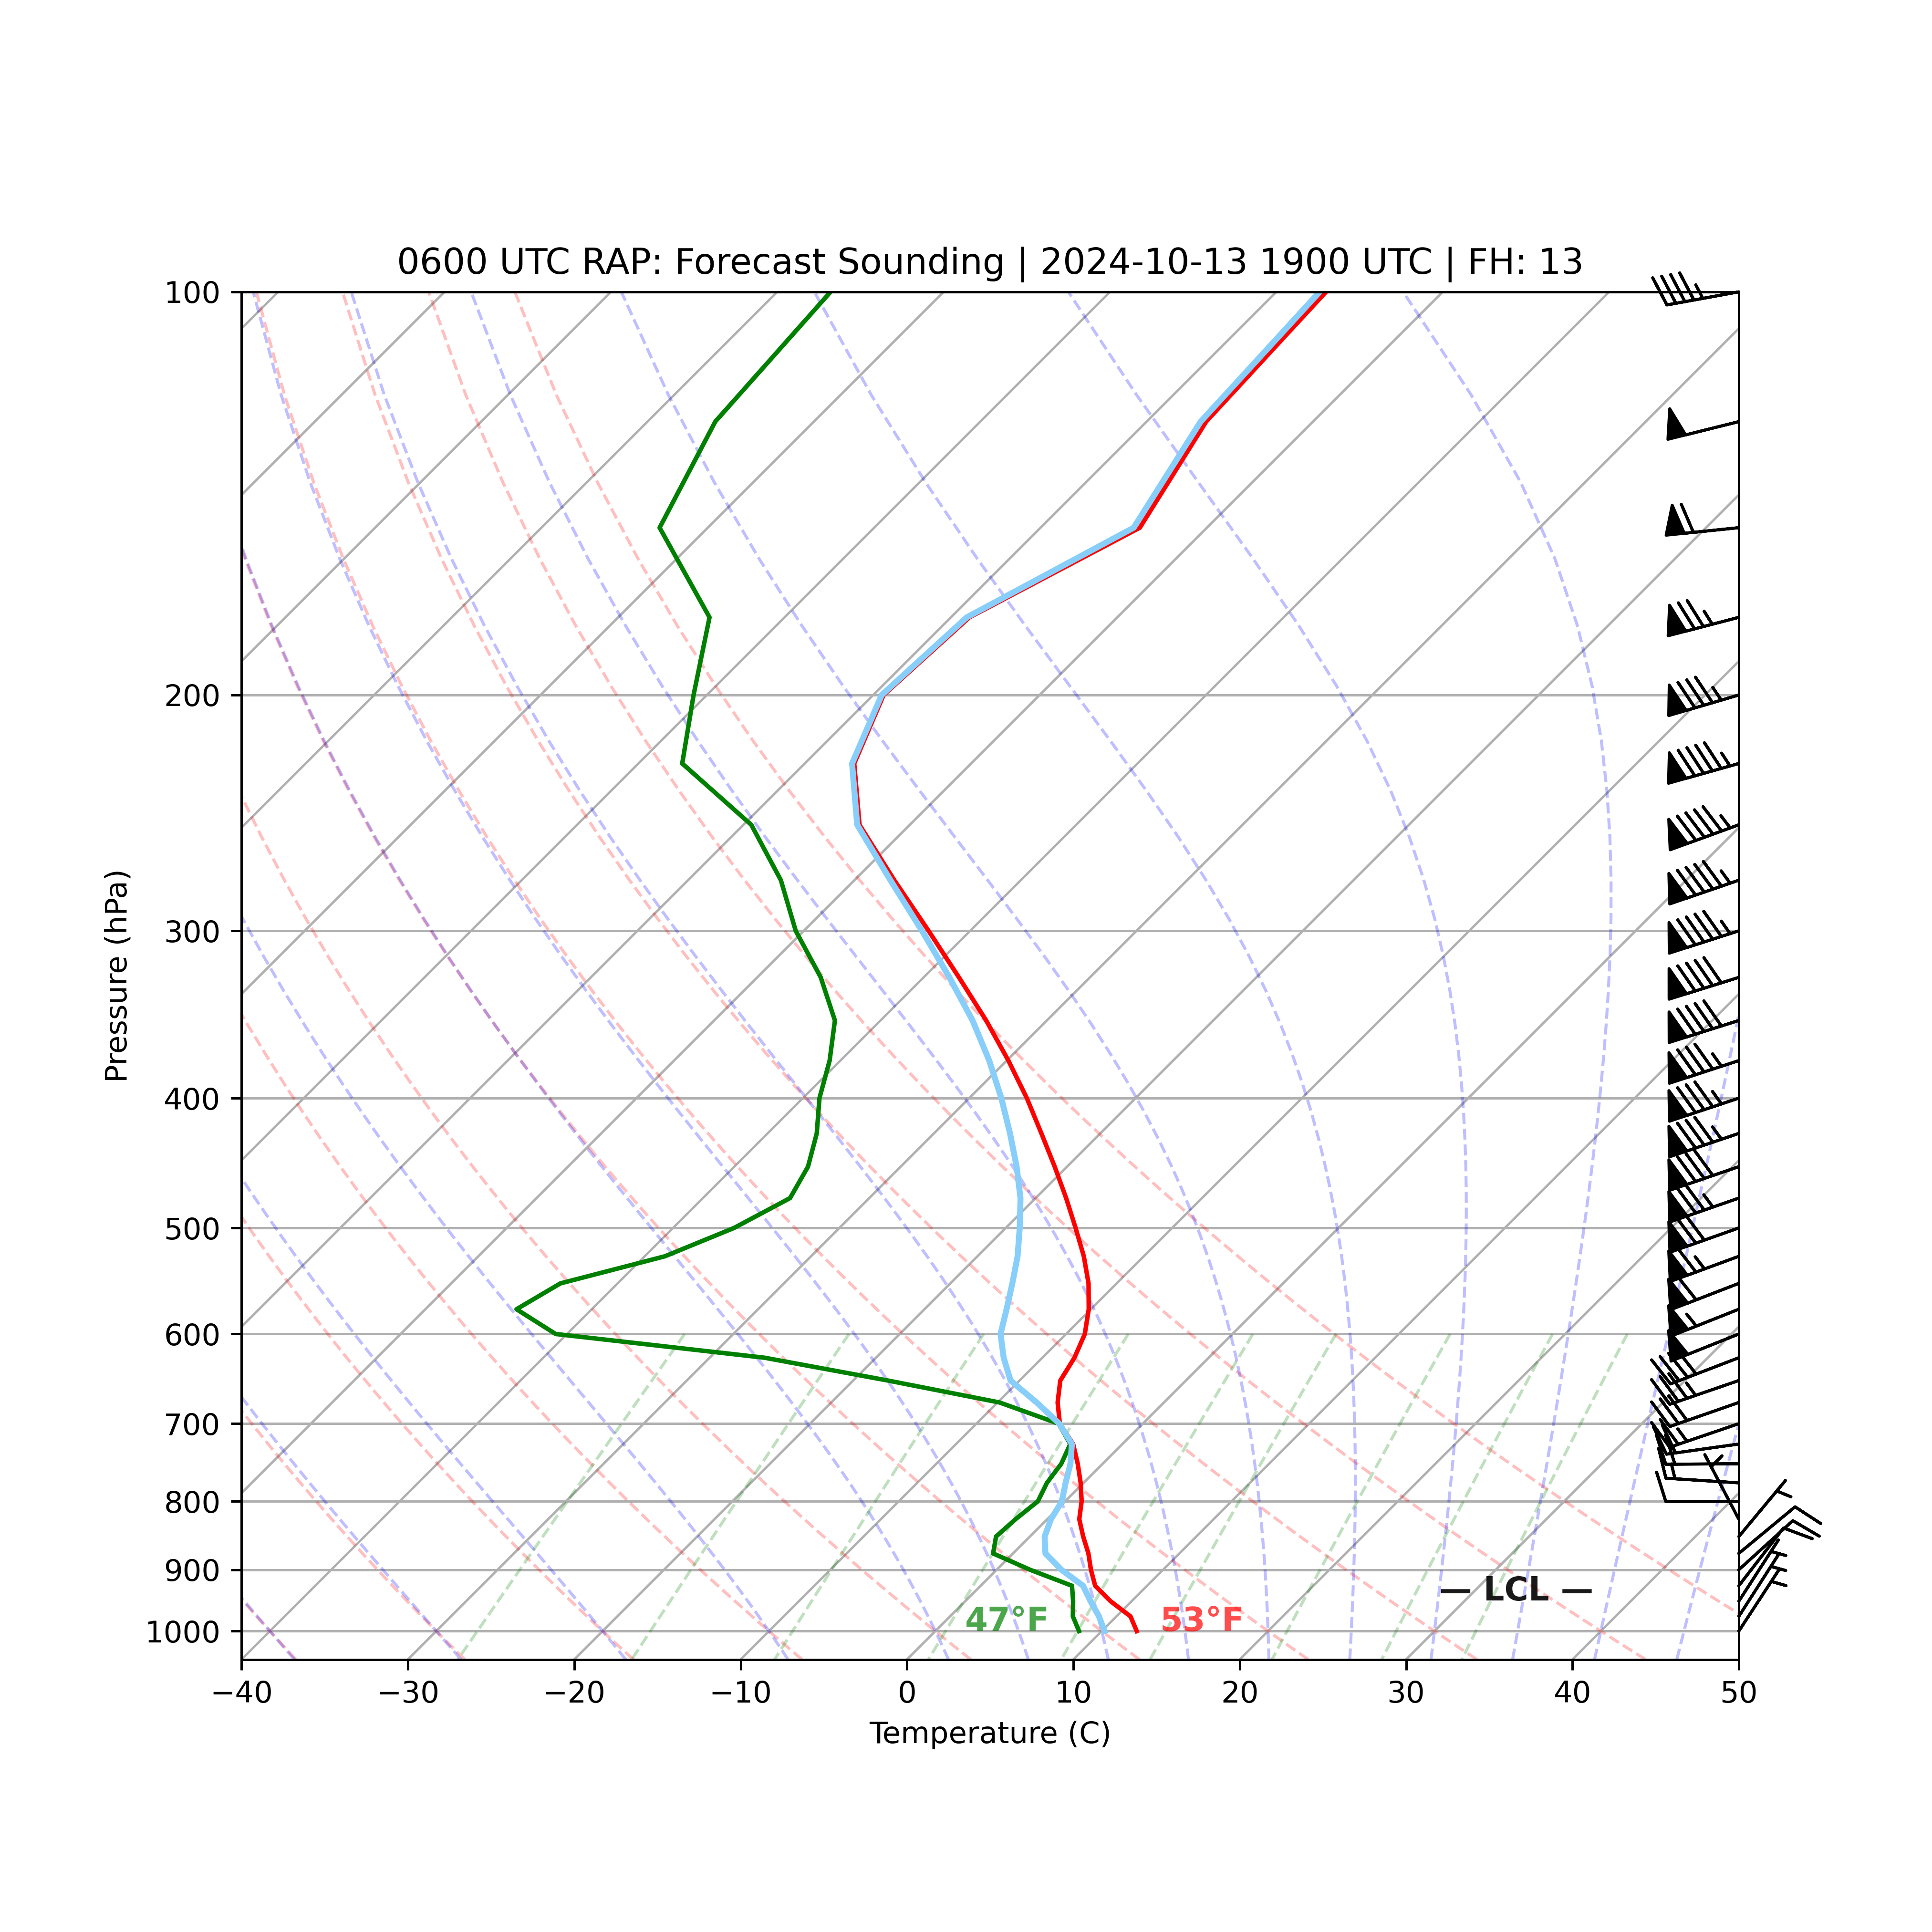 0600 UTC RAP: Forecast Sounding | 2024-10-13 1900 UTC | FH: 13
100
200
300
400
500
600
700
800
900
1000
Pressure (hPa)
— LCL —
47°F 53°F
−40 −30 −20 −10 0 10 20 30 40 50
Temperature (C)